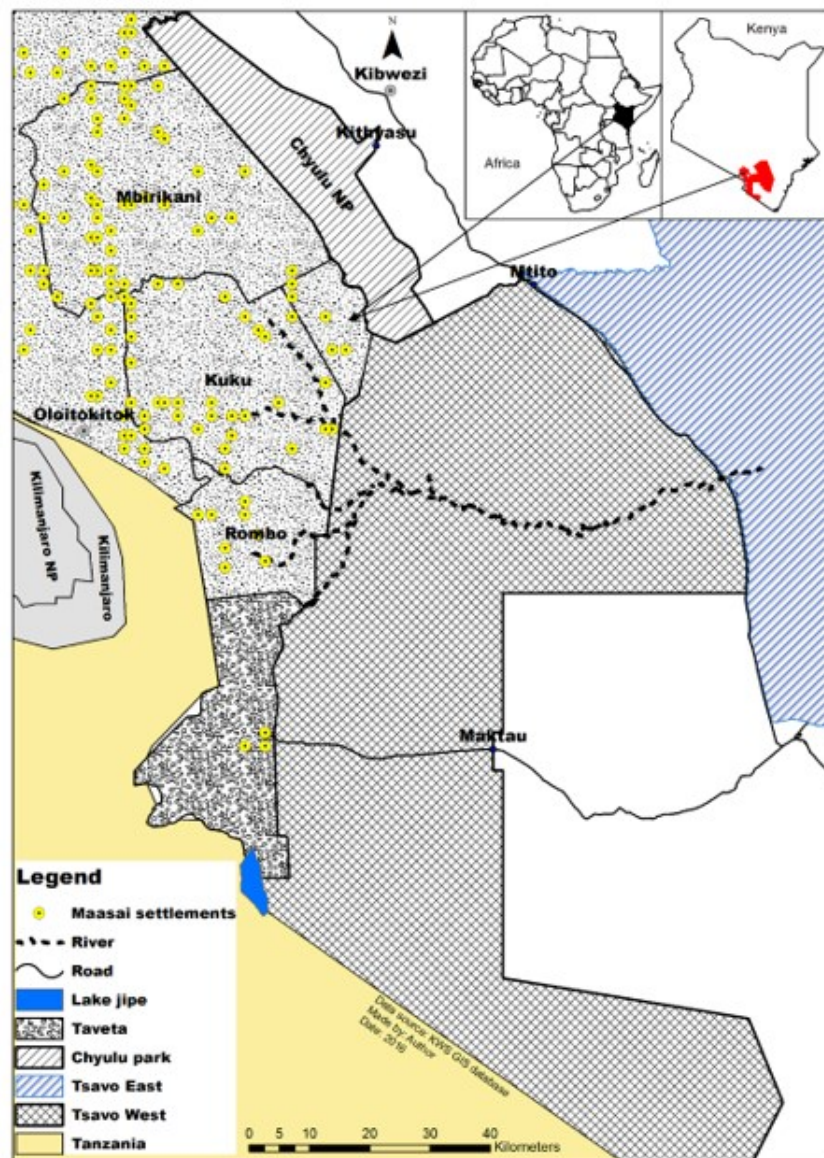 N
Kenya
Kibwezi
Kithyasu
Africa
Chyulu NP
Mbirikani
Mtito
Kuku
Oloitokitok
Kilimanjaro NP
Kilimanjaro
Rombo
Maktau
Legend
Maasai settlements
River
Road
Lake jipe
Taveta
Chyulu park
Tsavo East
Tsavo West
Tanzania
Data source: KWS GIS database
Made by: Author
Date: 2016
0 5 10 20 30 40
Kilometers